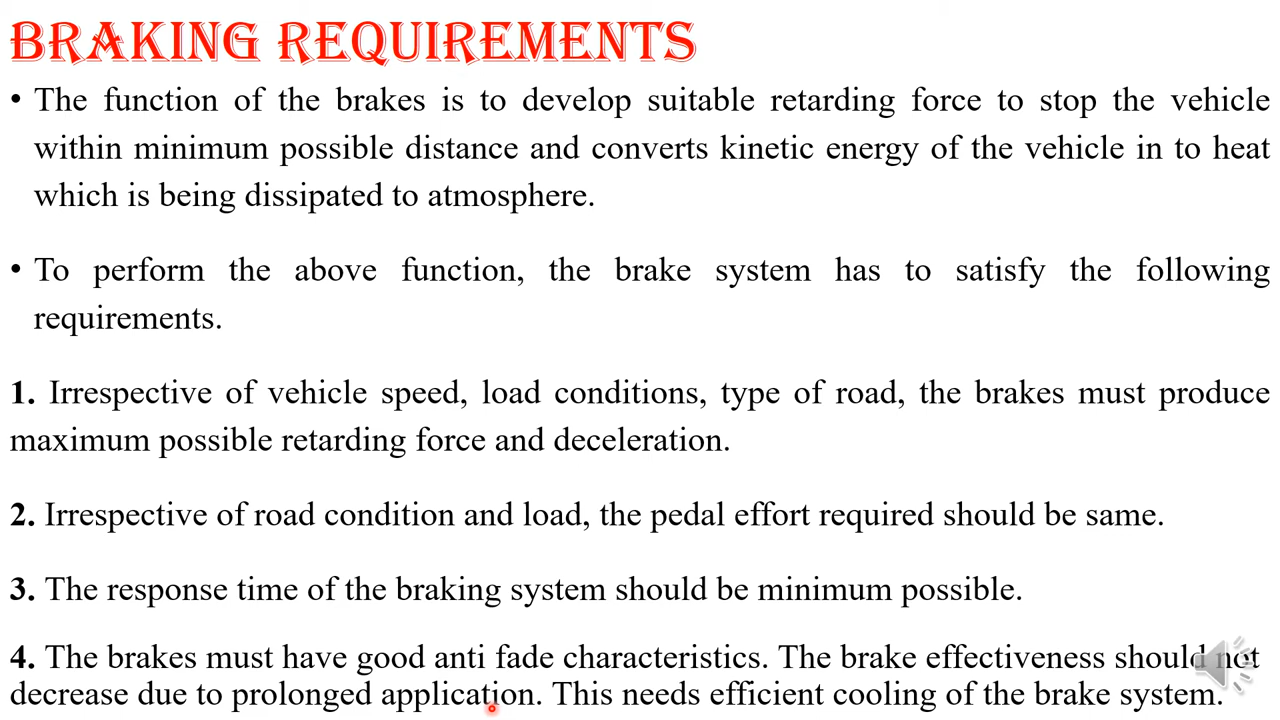 BRAKING REQUIREMENTS
• The function of the brakes is to develop suitable retarding force to stop the vehicle
within minimum possible distance and converts kinetic energy of the vehicle in to heat
which is being dissipated to atmosphere.
• To perform the above function, the brake system has to satisfy the following
requirements.
1. Irrespective of vehicle speed, load conditions, type of road, the brakes must produce
maximum possible retarding force and deceleration.
2. Irrespective of road condition and load, the pedal effort required should be same.
3. The response time of the braking system should be minimum possible.
4. The brakes must have good anti fade characteristics. The brake effectiveness should not
decrease due to prolonged application. This needs efficient cooling of the brake system.